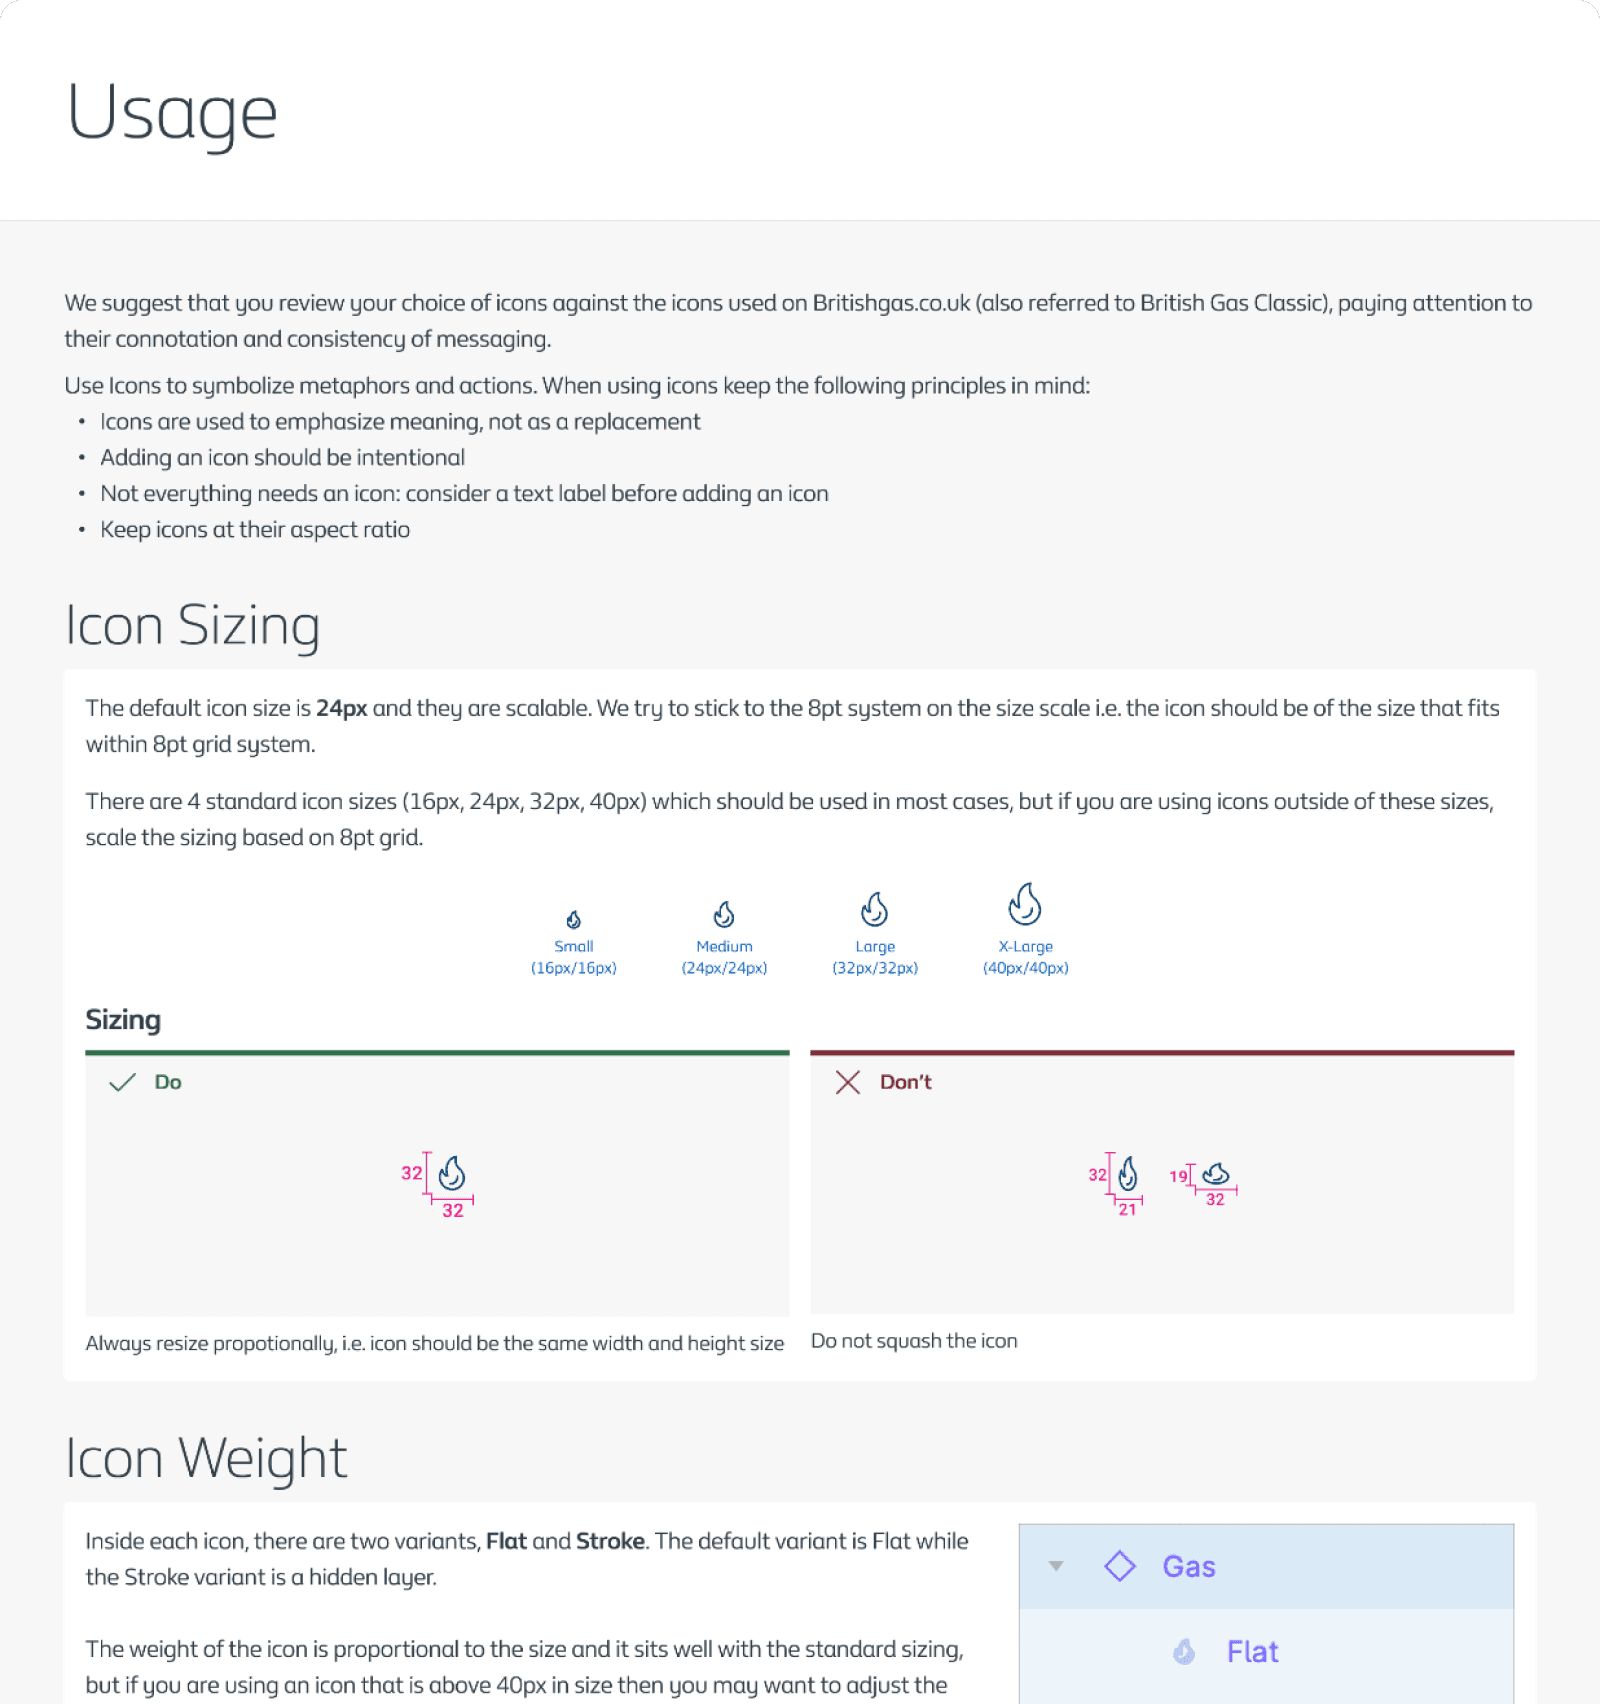 Usage
We suggest that you review your choice of icons against the icons used on Britishgas.co.uk (also referred to British Gas Classic), paying attention to
their connotation and consistency of messaging.
Use Icons to symbolize metaphors and actions. When using icons keep the following principles in mind:
• Icons are used to emphasize meaning, not as a replacement
• Adding an icon should be intentional
• Not everything needs an icon: consider a text label before adding an icon
• Keep icons at their aspect ratio
Icon Sizing
The default icon size is 24px and they are scalable. We try to stick to the 8pt system on the size scale i.e. the icon should be of the size that fits
within 8pt grid system.
There are 4 standard icon sizes (16px, 24px, 32px, 40px) which should be used in most cases, but if you are using icons outside of these sizes,
scale the sizing based on 8pt grid.
Small
(16px/16px)
Medium
(24px/24px)
Large
(32px/32px)
X-Large
(40px/40px)
Sizing
Do
32
32
Always resize propotionally, i.e. icon should be the same width and height size
Don't
32
21
19
32
Do not squash the icon
Icon Weight
Inside each icon, there are two variants, Flat and Stroke. The default variant is Flat while
the Stroke variant is a hidden layer.
The weight of the icon is proportional to the size and it sits well with the standard sizing,
but if you are using an icon that is above 40px in size then you may want to adjust the
Gas
Flat